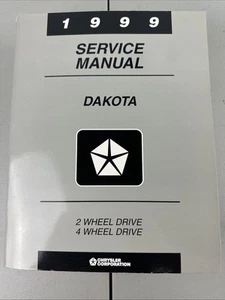 1999
SERVICE
MANUAL
DAKOTA
2 WHEEL DRIVE
4 WHEEL DRIVE
CHRYSLER
CORPORATION